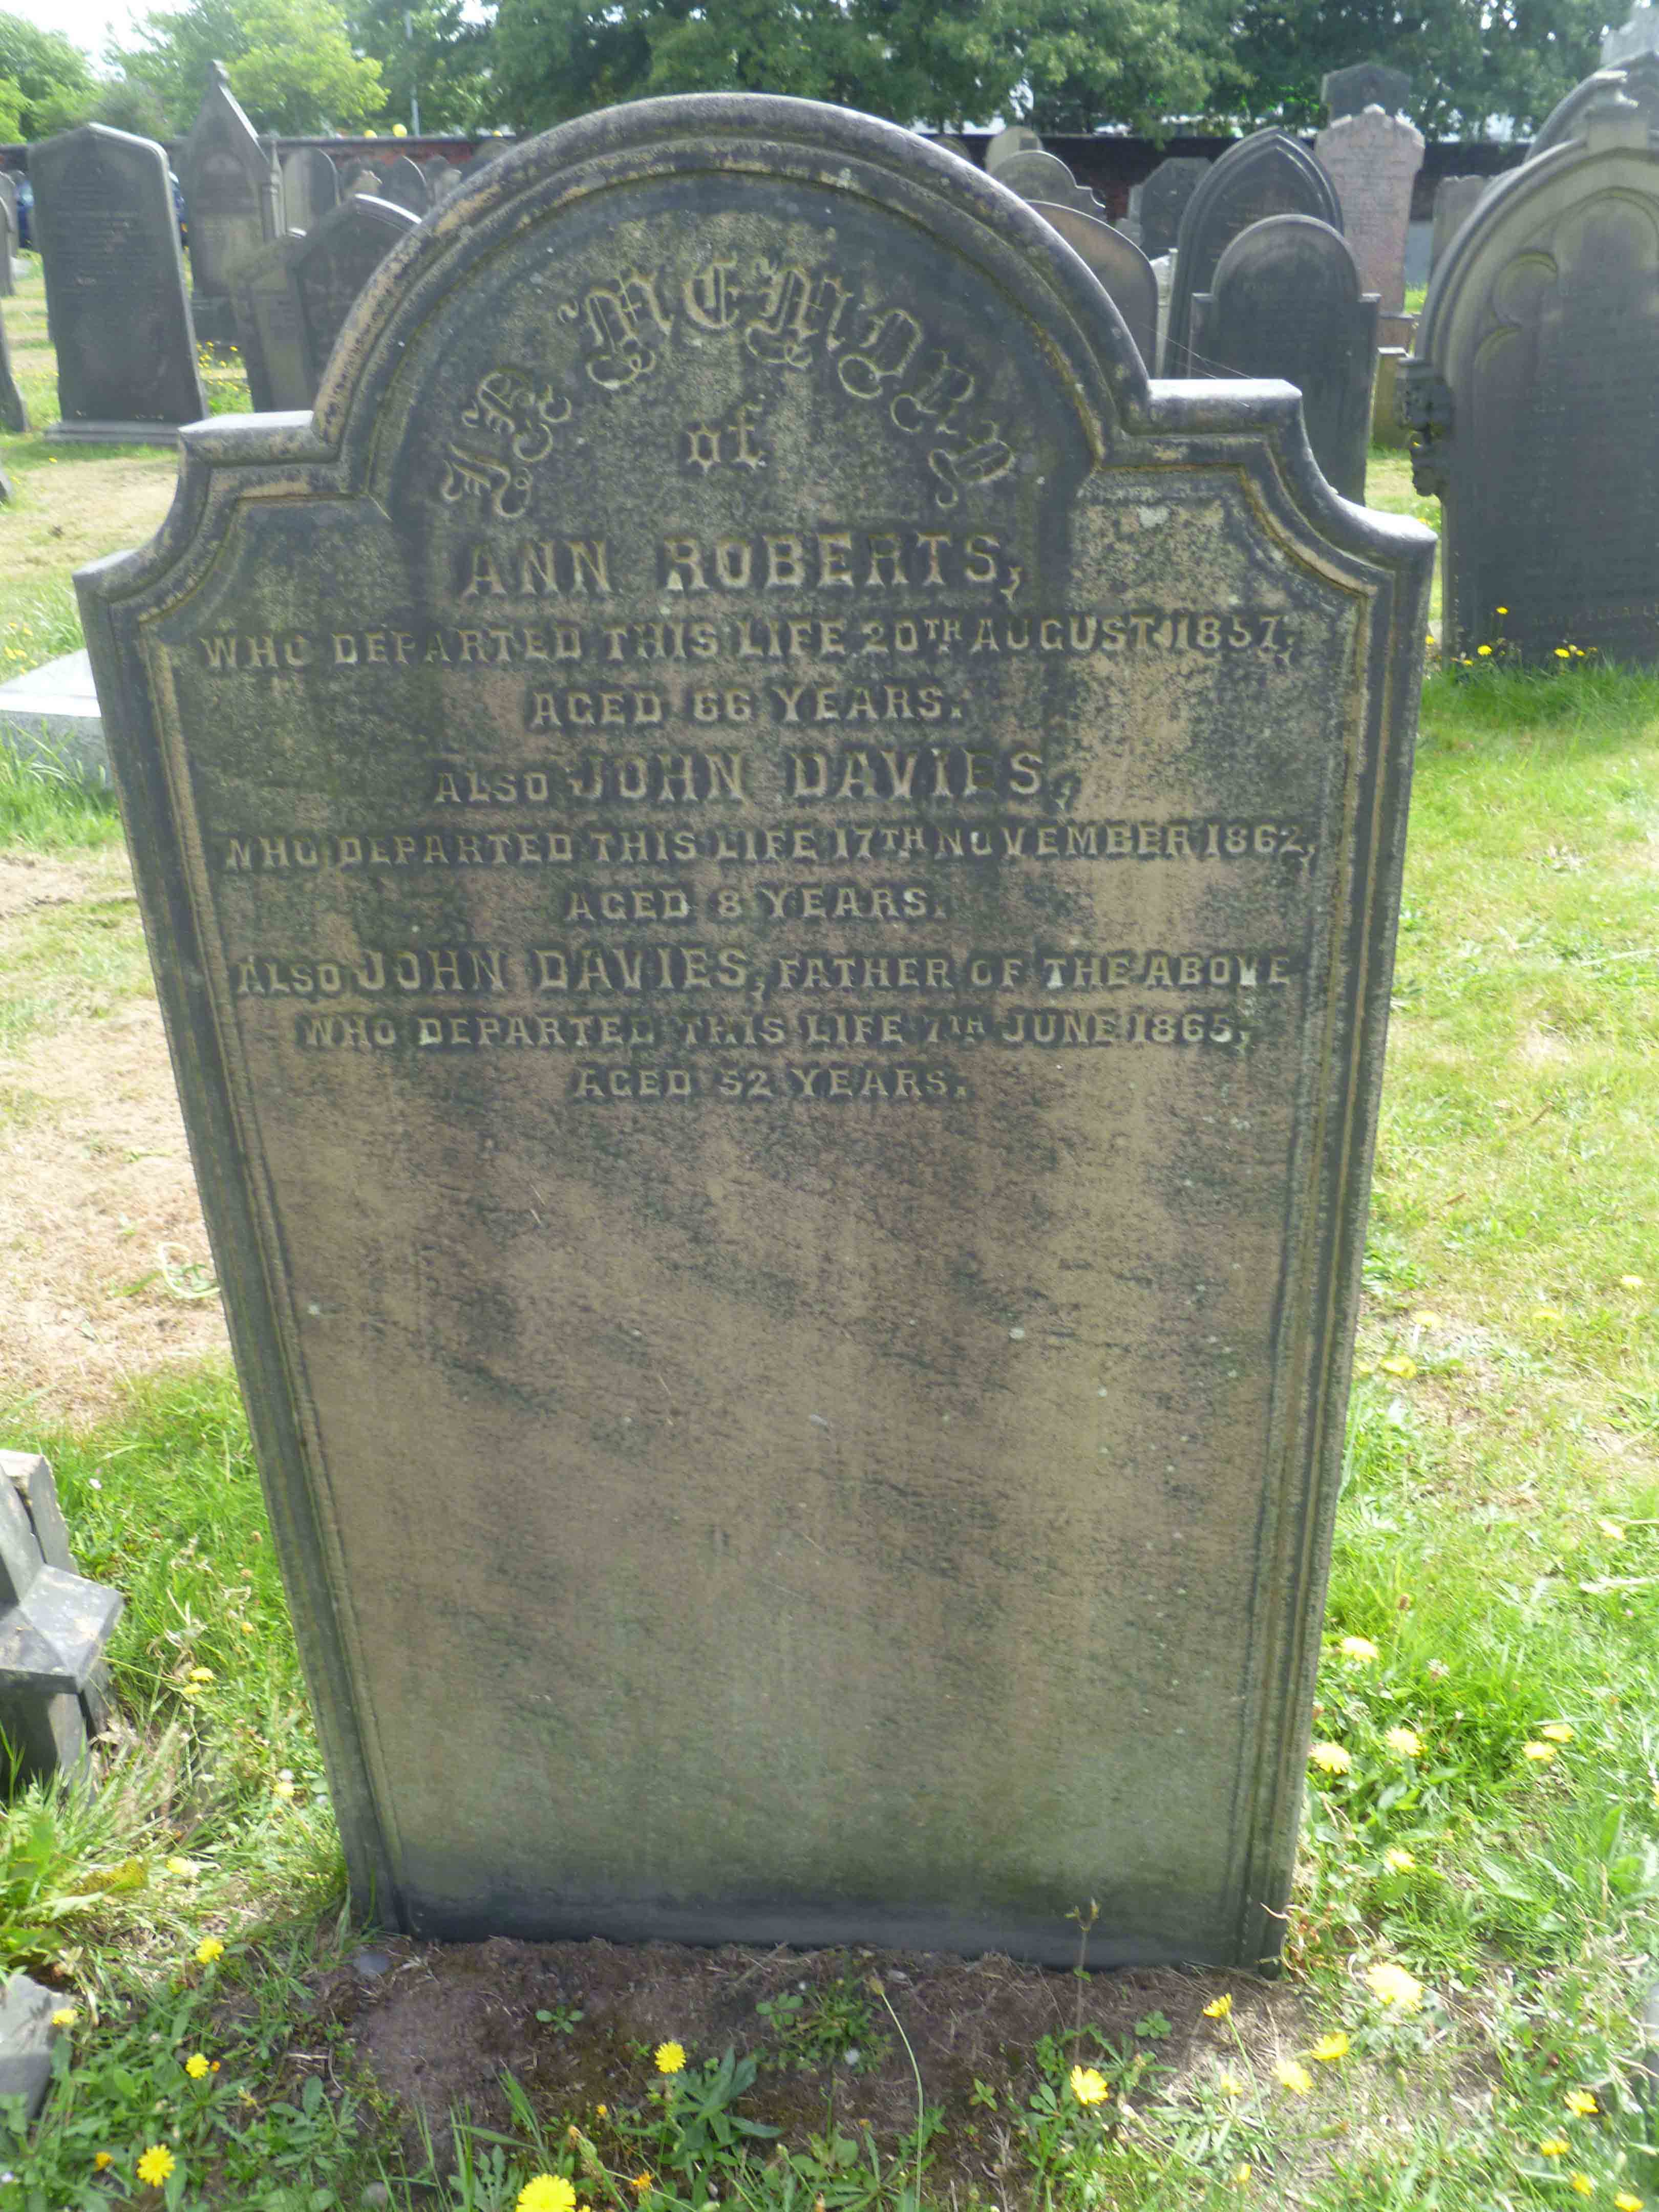 In Memory
of
ANN ROBERTS,
WHO DEPARTED THIS LIFE 20TH AUGUST 1857,
AGED 66 YEARS.
ALSO JOHN DAVIES,
WHO DEPARTED THIS LIFE 17TH NOVEMBER 1862,
AGED 8 YEARS.
ALSO JOHN DAVIES, FATHER OF THE ABOVE
WHO DEPARTED THIS LIFE 7TH JUNE 1865,
AGED 52 YEARS.